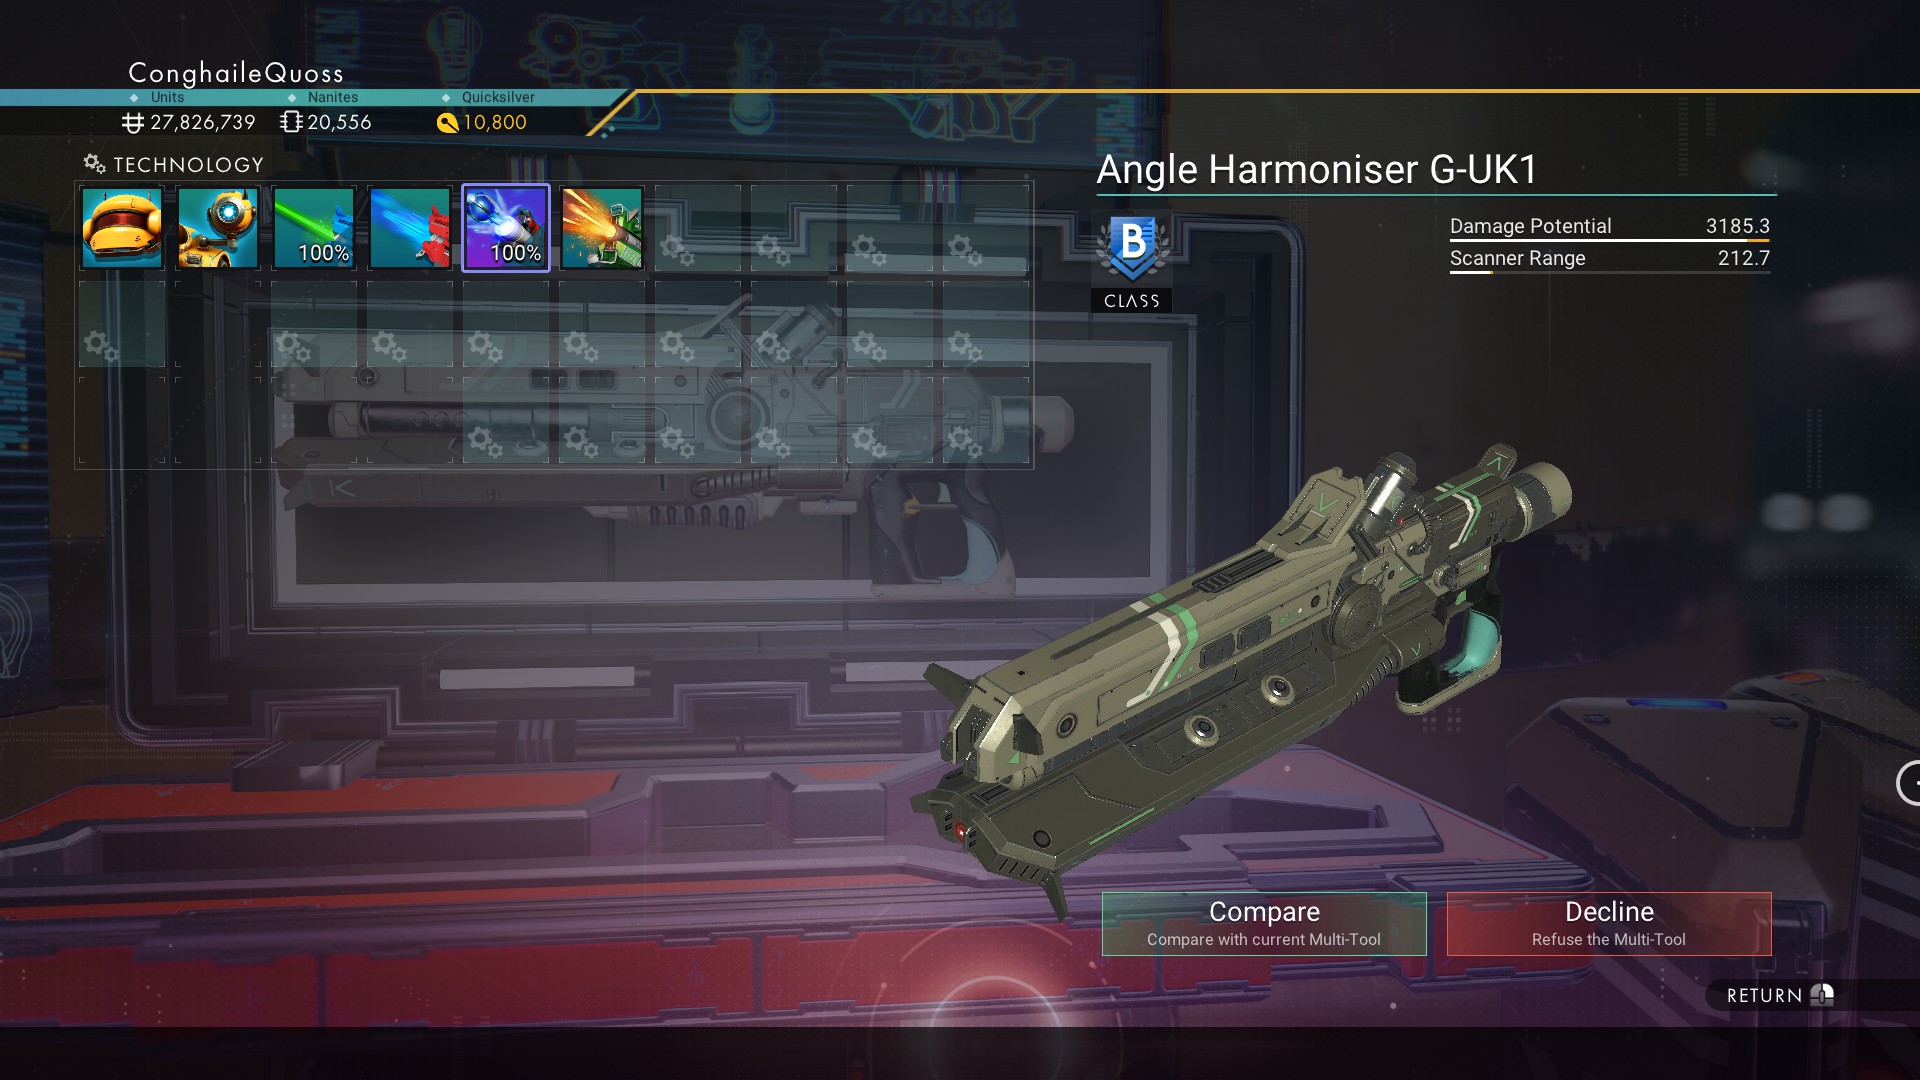 ConghaileQuoss
Units Nanites Quicksilver
27,826,739 20,556 10,800
TECHNOLOGY
100% 100%
Angle Harmoniser G-UK1
B
CLASS
Damage Potential 3185.3
Scanner Range 212.7
Compare
Compare with current Multi-Tool
Decline
Refuse the Multi-Tool
RETURN